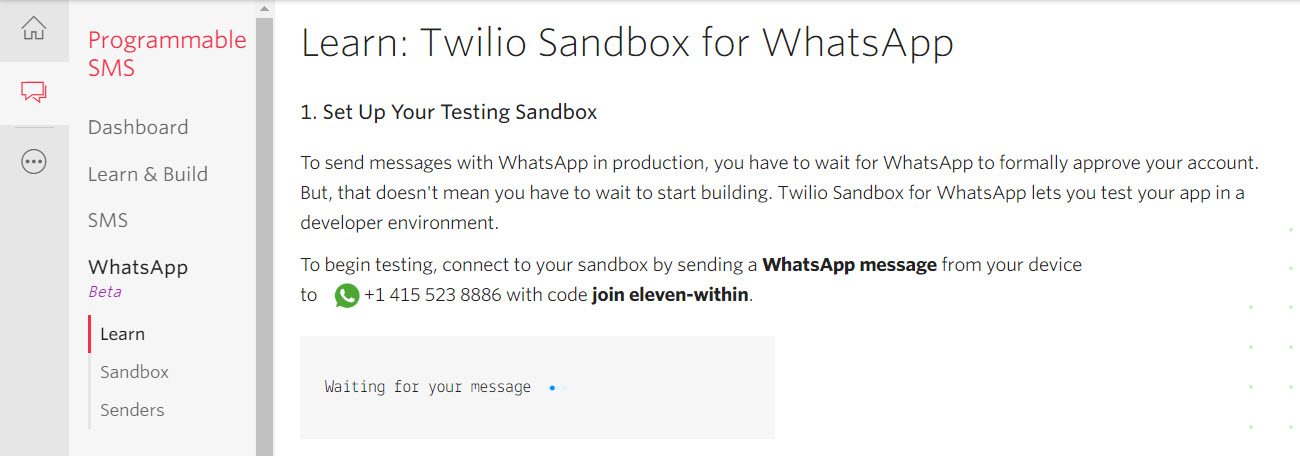 Programmable
SMS
Dashboard
Learn & Build
SMS
WhatsApp
Beta
Learn
Sandbox
Senders
Learn: Twilio Sandbox for WhatsApp
1. Set Up Your Testing Sandbox
To send messages with WhatsApp in production, you have to wait for WhatsApp to formally approve your account.
But, that doesn't mean you have to wait to start building. Twilio Sandbox for WhatsApp lets you test your app in a
developer environment.
To begin testing, connect to your sandbox by sending a WhatsApp message from your device
to +1 415 523 8886 with code join eleven-within.
Waiting for your message